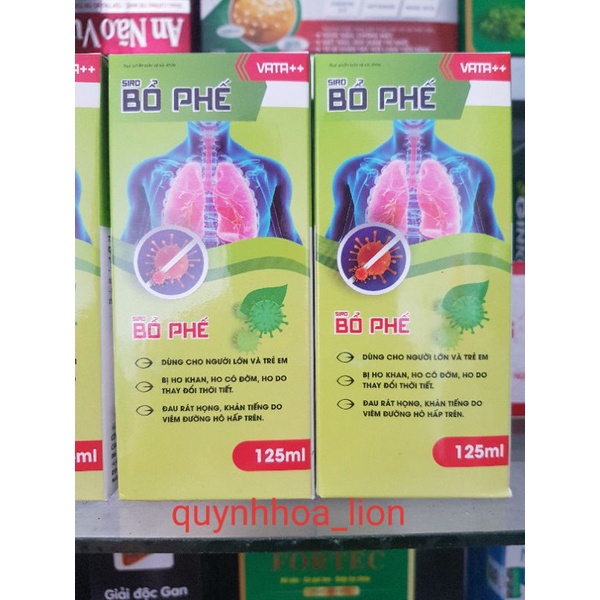 An Não Vu
VATA++
SIRO
BỔ PHẾ
SIRO
BỔ PHẾ
DÙNG CHO NGƯỜI LỚN VÀ TRẺ EM
BỊ HO KHAN, HO CÓ ĐỜM, HO DO
THAY ĐỔI THỜI TIẾT.
ĐAU RÁT HỌNG, KHẢN TIẾNG DO
VIÊM ĐƯỜNG HÔ HẤP TRÊN.
125ml
VATA++
SIRO
BỔ PHẾ
SIRO
BỔ PHẾ
DÙNG CHO NGƯỜI LỚN VÀ TRẺ EM
BỊ HO KHAN, HO CÓ ĐỜM, HO DO
THAY ĐỔI THỜI TIẾT.
ĐAU RÁT HỌNG, KHẢN TIẾNG DO
VIÊM ĐƯỜNG HÔ HẤP TRÊN.
125ml
VATA++
ml
quynhhoa_lion
FORTEC
Giải độc Gan